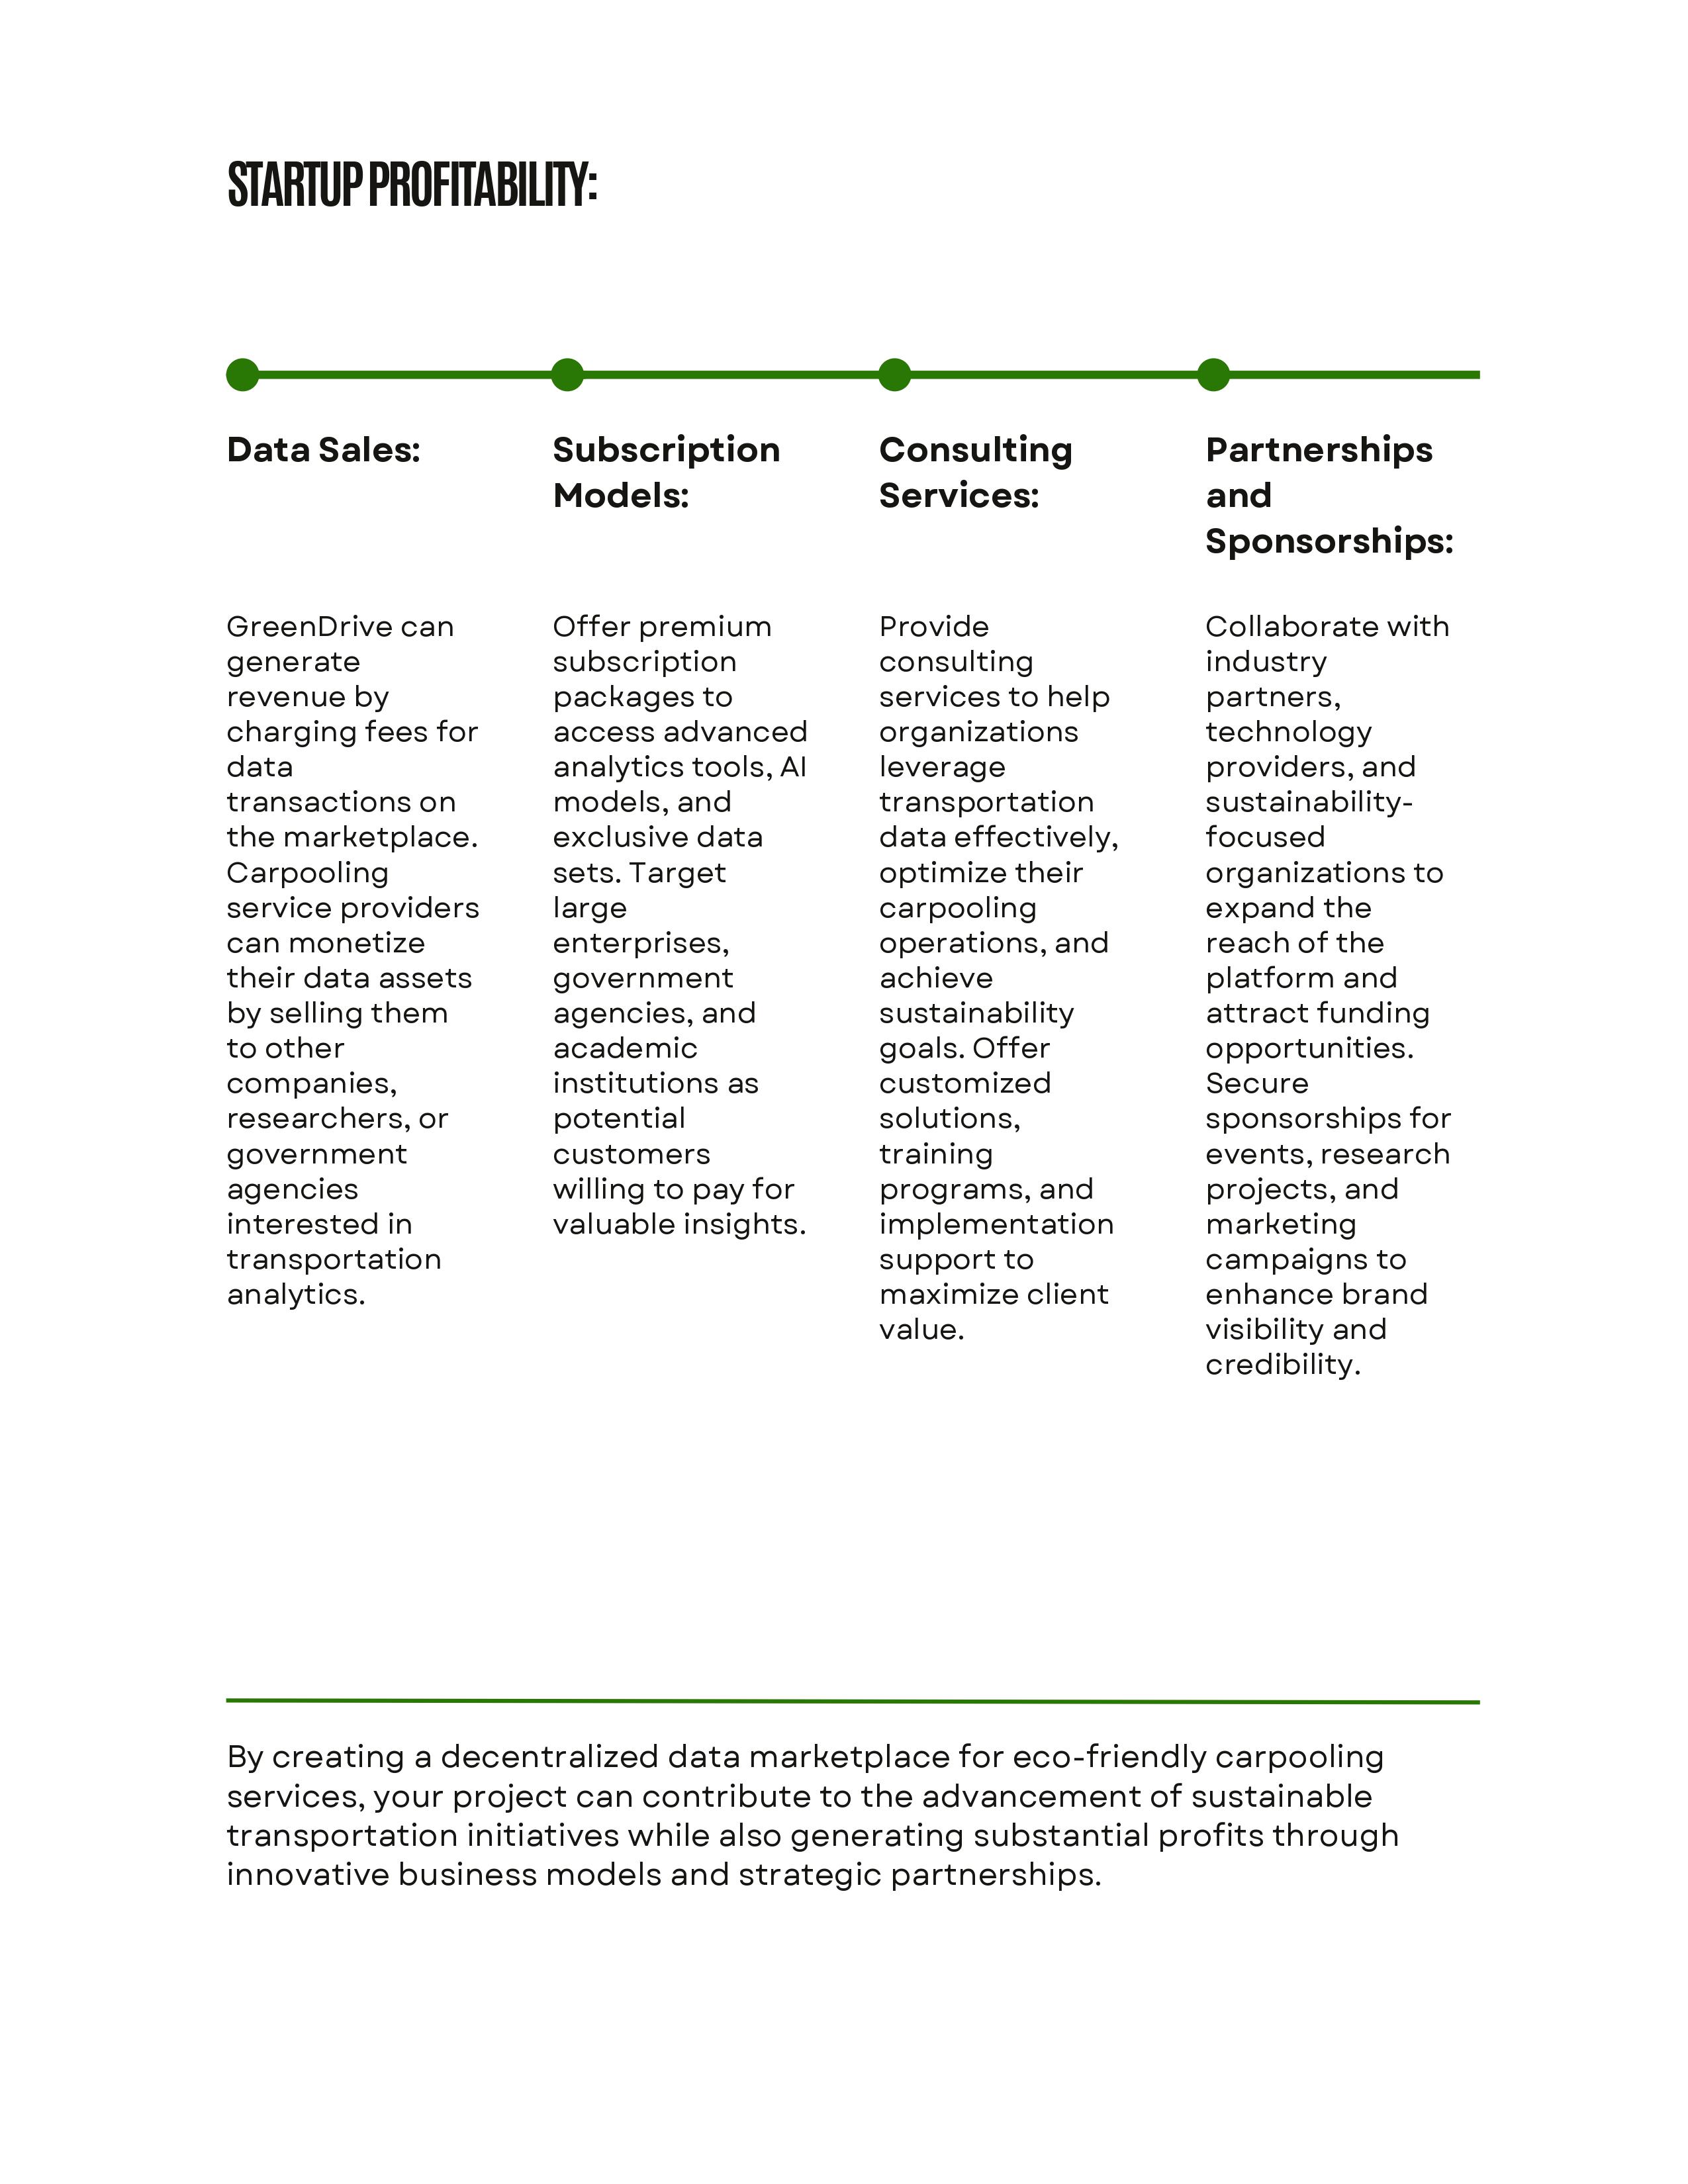 STARTUP PROFITABILITY:
Data Sales:
GreenDrive can
generate
revenue by
charging fees for
data
transactions on
the marketplace.
Carpooling
service providers
can monetize
their data assets
by selling them
to other
companies,
researchers, or
government
agencies
interested in
transportation
analytics.
Subscription
Models:
Offer premium
subscription
packages to
access advanced
analytics tools, AI
models, and
exclusive data
sets. Target
large
enterprises,
government
agencies, and
academic
institutions as
potential
customers
willing to pay for
valuable insights.
Consulting
Services:
Provide
consulting
services to help
organizations
leverage
transportation
data effectively,
optimize their
carpooling
operations, and
achieve
sustainability
goals. Offer
customized
solutions,
training
programs, and
implementation
support to
maximize client
value.
Partnerships
and
Sponsorships:
Collaborate with
industry
partners,
technology
providers, and
sustainability-
focused
organizations to
expand the
reach of the
platform and
attract funding
opportunities.
Secure
sponsorships for
events, research
projects, and
marketing
campaigns to
enhance brand
visibility and
credibility.
By creating a decentralized data marketplace for eco-friendly carpooling
services, your project can contribute to the advancement of sustainable
transportation initiatives while also generating substantial profits through
innovative business models and strategic partnerships.